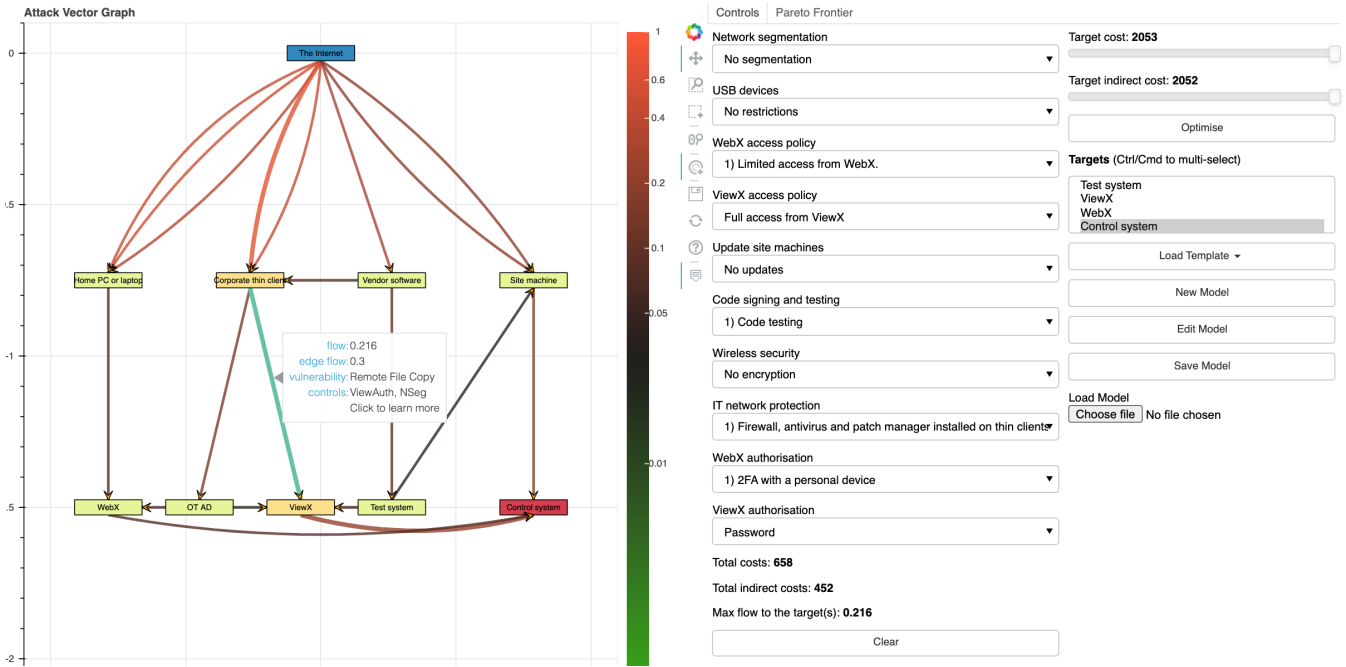 Attack Vector Graph
0
.5
-1
.5
-2
The Internet
Home PC or laptop
Corporate thin client
Vendor software
Site machine
flow: 0.216
edge flow: 0.3
vulnerability: Remote File Copy
controls: ViewAuth, NSeg
Click to learn more
WebX
OT AD
ViewX
Test system
Control system
1
0.6
0.4
0.2
0.1
0.05
0.01
Controls
Pareto Frontier
Network segmentation
No segmentation
USB devices
No restrictions
WebX access policy
1) Limited access from WebX.
ViewX access policy
Full access from ViewX
Update site machines
No updates
Code signing and testing
1) Code testing
Wireless security
No encryption
IT network protection
1) Firewall, antivirus and patch manager installed on thin clients
WebX authorisation
1) 2FA with a personal device
ViewX authorisation
Password
Total costs: 658
Total indirect costs: 452
Max flow to the target(s): 0.216
Clear
Target cost: 2053
Target indirect cost: 2052
Optimise
Targets (Ctrl/Cmd to multi-select)
Test system
ViewX
WebX
Control system
Load Template
New Model
Edit Model
Save Model
Load Model
Choose file No file chosen